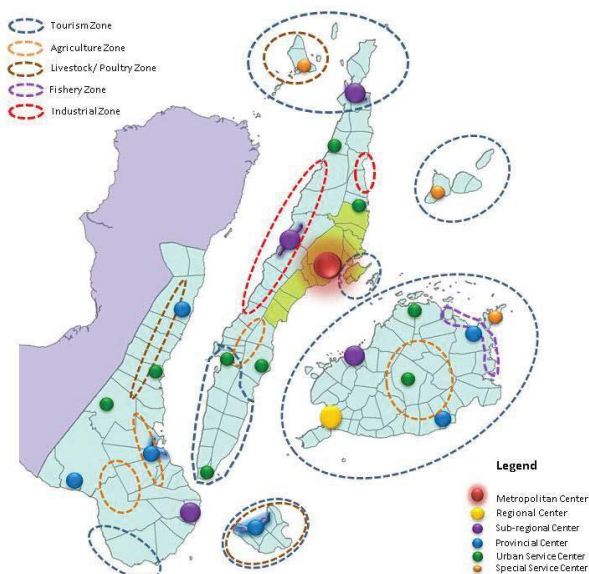 Tourism Zone
Agriculture Zone
Livestock/ Poultry Zone
Fishery Zone
Industrial Zone
Legend
Metropolitan Center
Regional Center
Sub-regional Center
Provincial Center
Urban Service Center
Special Service Center